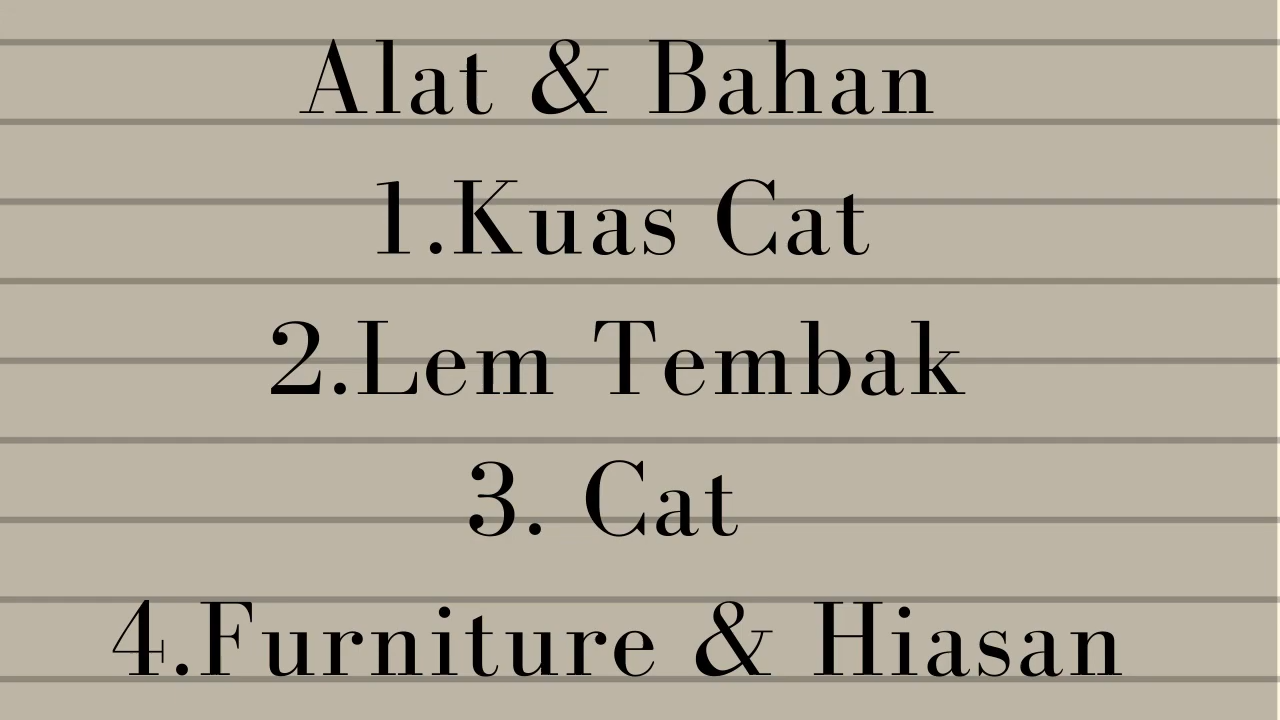 Alat & Bahan
1.Kuas Cat
2.Lem Tembak
3. Cat
4.Furniture & Hiasan